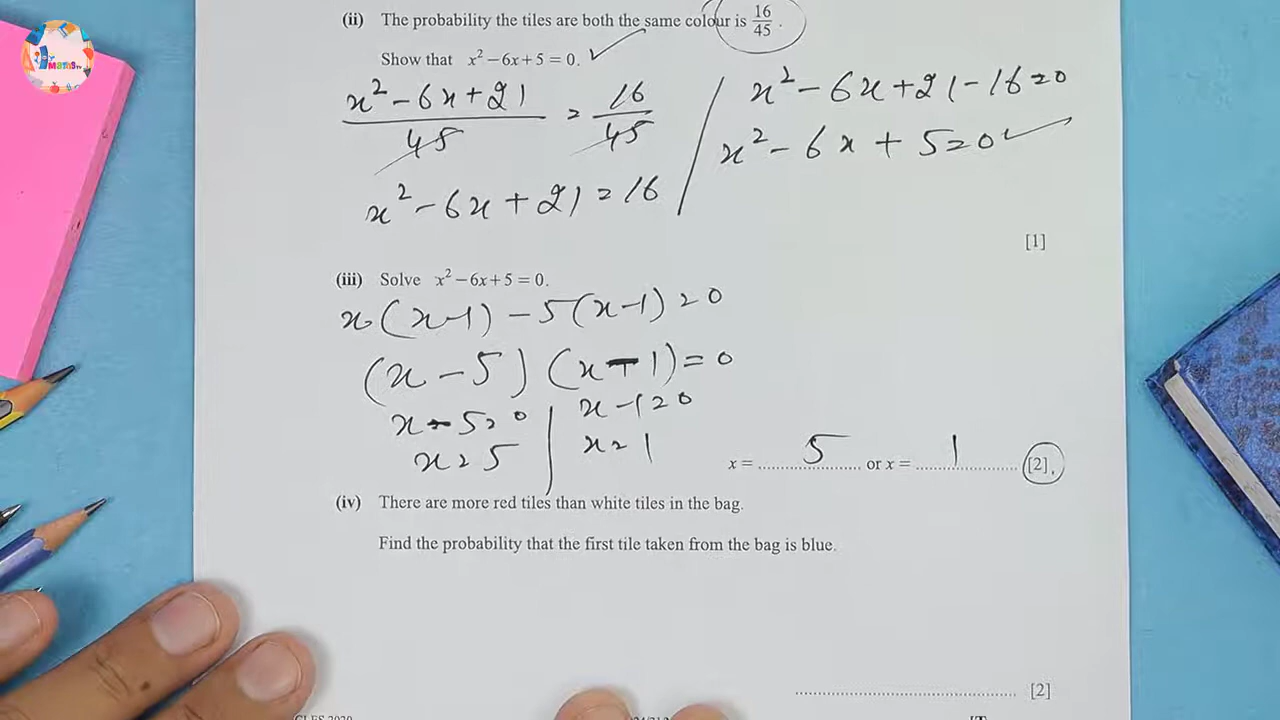 (ii) The probability the tiles are both the same colour is 16/45 .
Show that x² − 6x + 5 = 0.
x² − 6x + 21 / 45 = 16 / 45
x² − 6x + 21 = 16
x² − 6x + 21 − 16 = 0
x² − 6x + 5 = 0
[1]
(iii) Solve x² − 6x + 5 = 0.
x(x−1) − 5(x−1) = 0
(x − 5) (x − 1) = 0
x − 5 = 0
x = 5
x − 1 = 0
x = 1
x = 5 or x = 1 [2]
(iv) There are more red tiles than white tiles in the bag.
Find the probability that the first tile taken from the bag is blue.
[2]